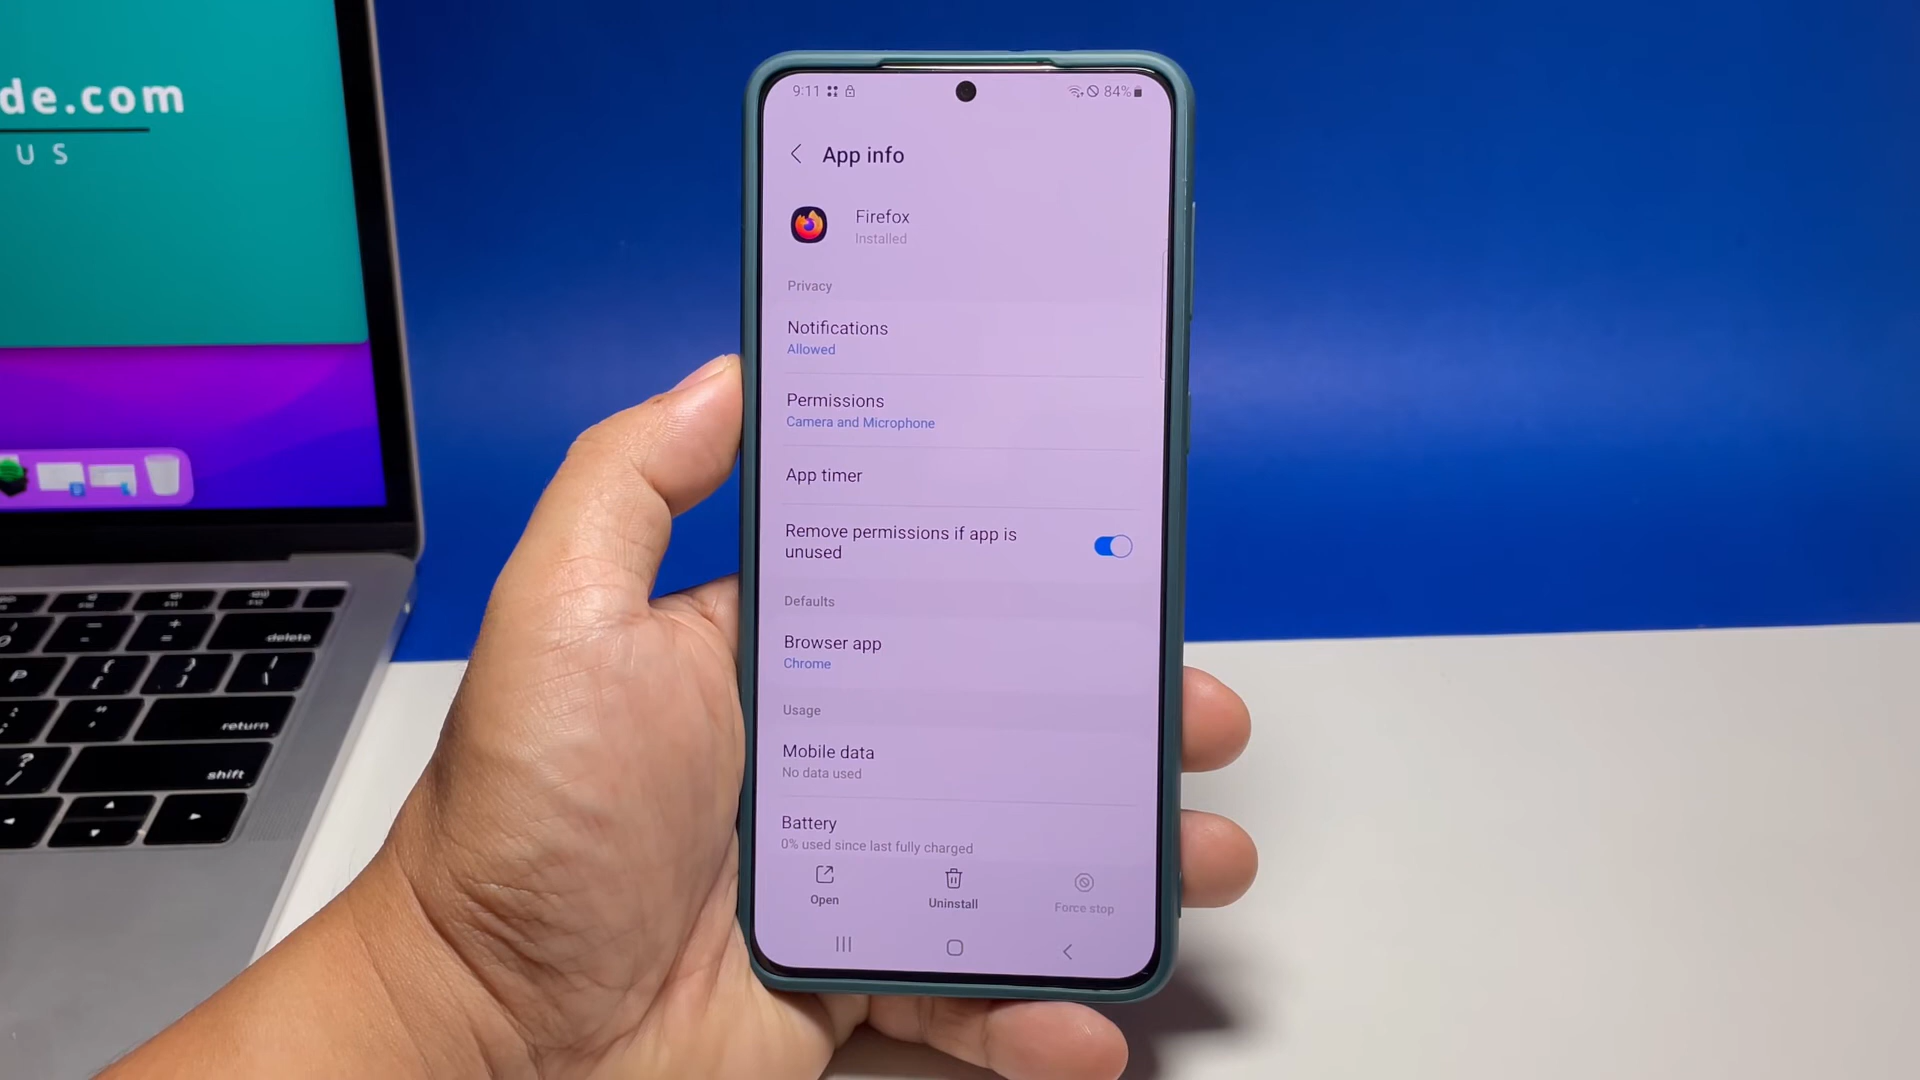 de.com
US
9:11
84%
App info
Firefox
Installed
Privacy
Notifications
Allowed
Permissions
Camera and Microphone
App timer
Remove permissions if app is
unused
Defaults
Browser app
Chrome
Usage
Mobile data
No data used
Battery
0% used since last fully charged
Open
Uninstall
Force stop
delete
P
return
?
/
shift